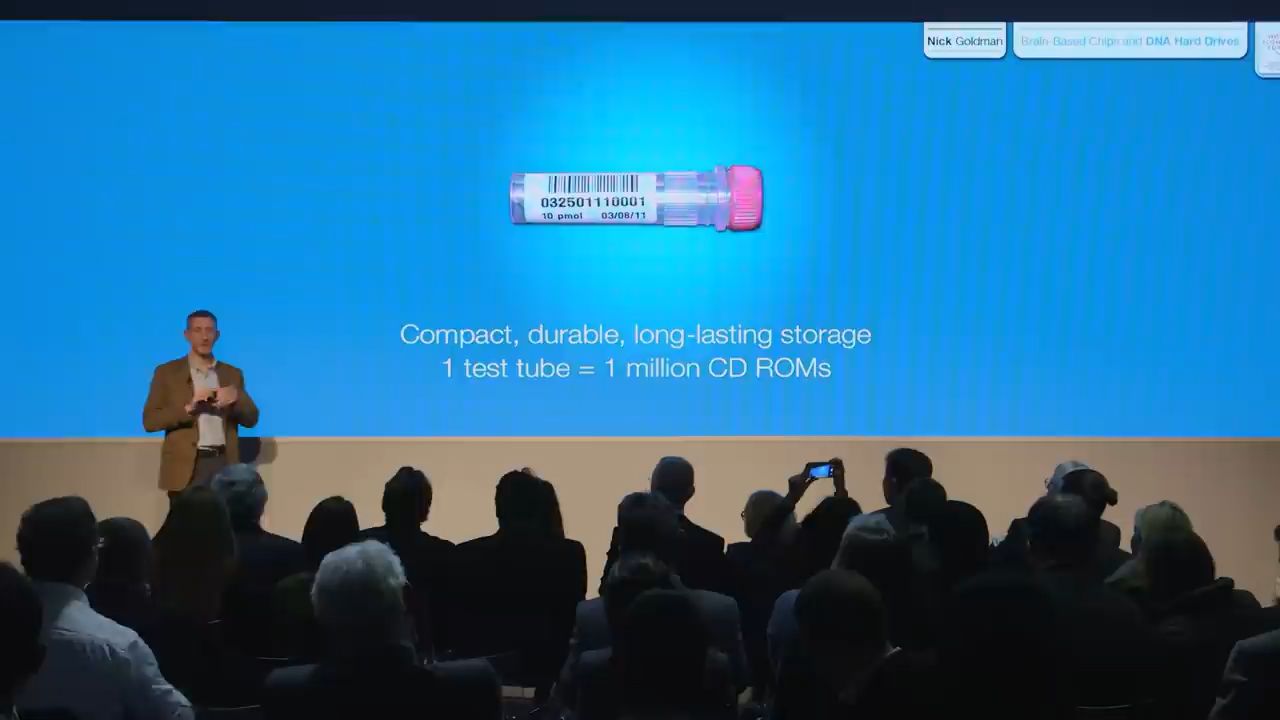 Nick Goldman
Brain-Based Chips and DNA Hard Drives
032501110001
10 pmol 03/08/11
Compact, durable, long-lasting storage
1 test tube = 1 million CD ROMs